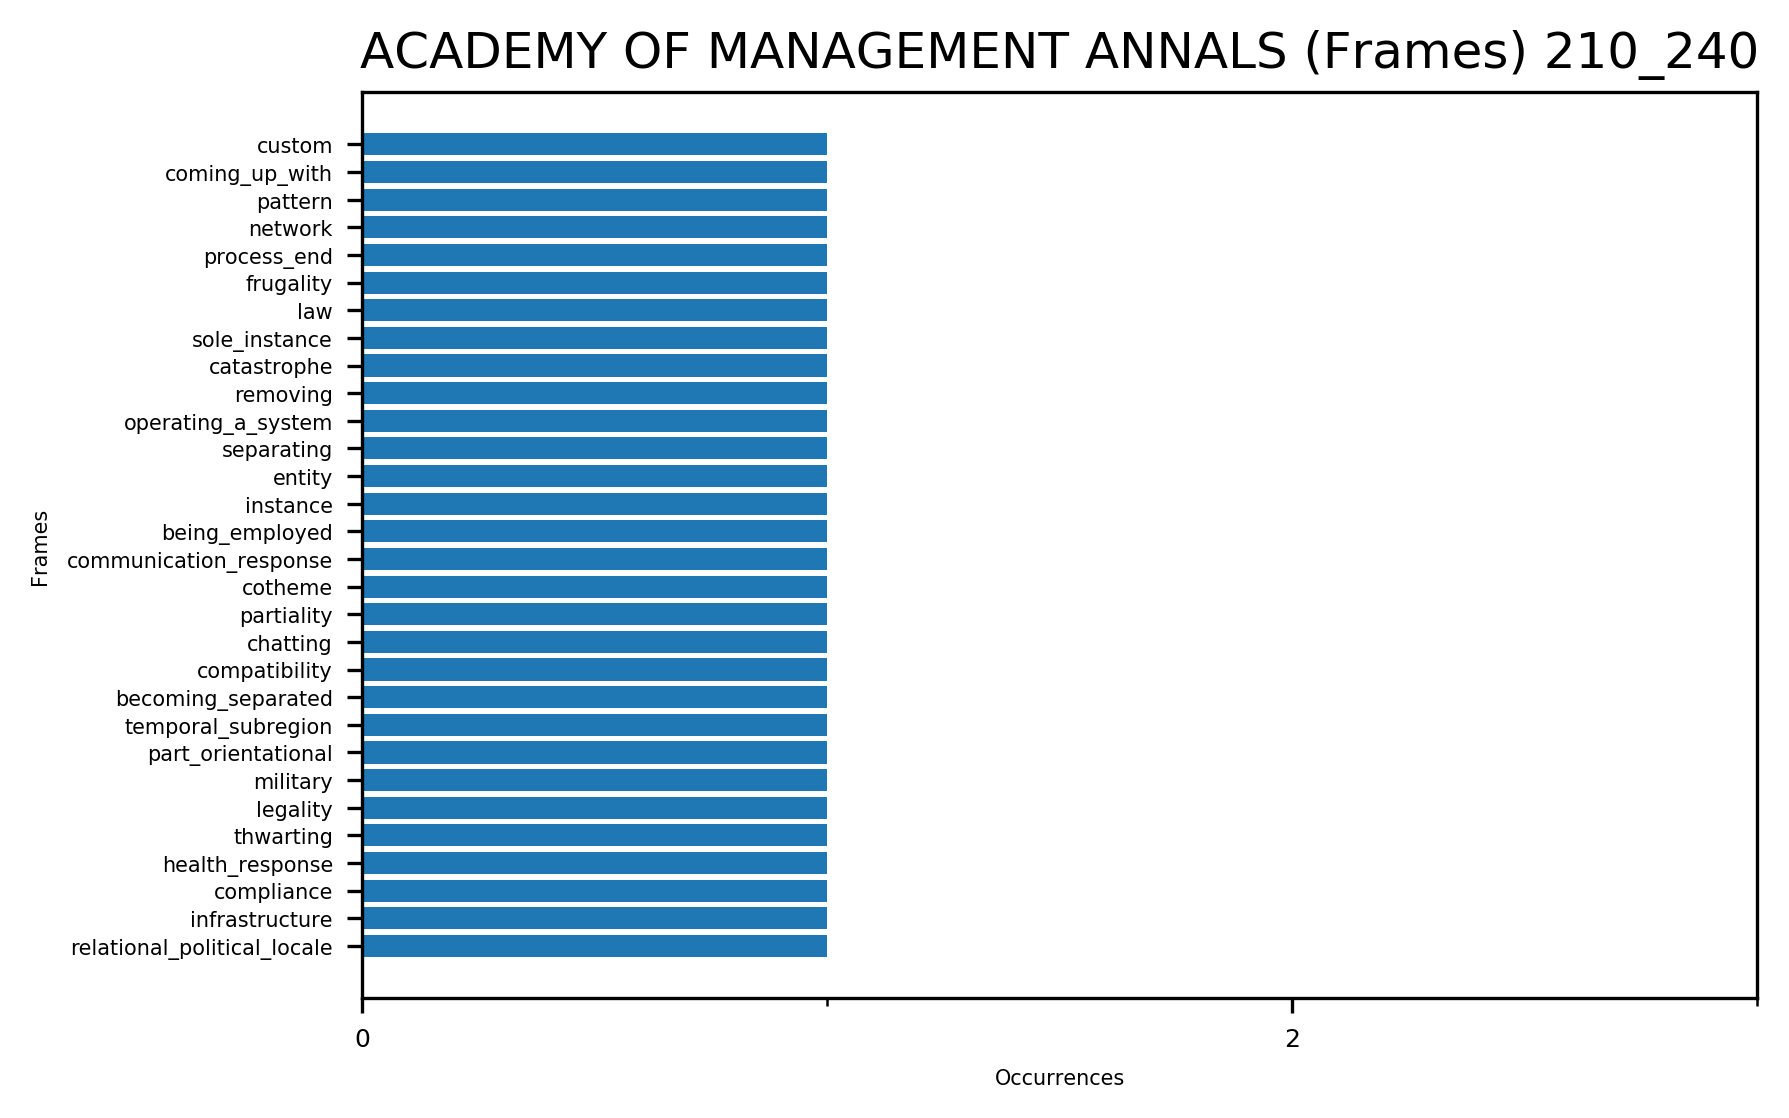 ACADEMY OF MANAGEMENT ANNALS (Frames) 210_240
custom
coming_up_with
pattern
network
process_end
frugality
law
sole_instance
catastrophe
removing
operating_a_system
separating
entity
instance
being_employed
communication_response
cotheme
partiality
chatting
compatibility
becoming_separated
temporal_subregion
part_orientational
military
legality
thwarting
health_response
compliance
infrastructure
relational_political_locale
Frames
0 2
Occurrences